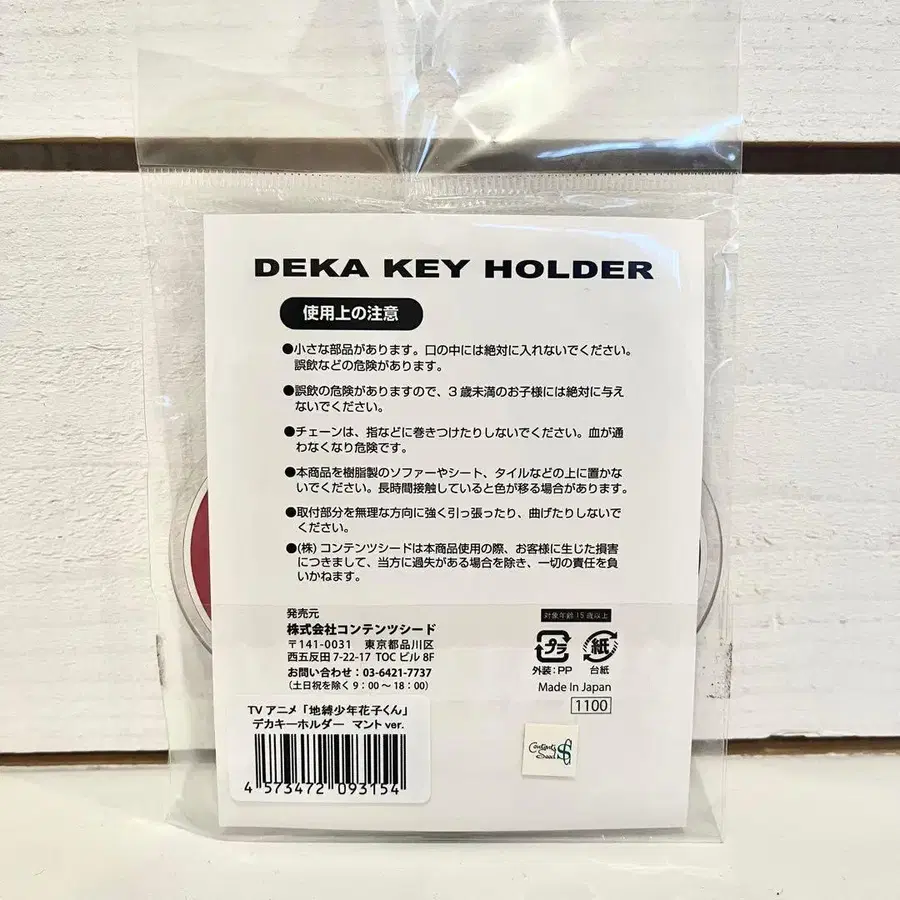 DEKA KEY HOLDER
使用上の注意
●小さな部品があります。口の中には絶対に入れないでください。
誤飲などの危険があります。
●誤飲の危険がありますので、3歳未満のお子様には絶対に与え
ないでください。
●チェーンは、指などに巻きつけたりしないでください。血が通
わなくなり危険です。
●本商品を樹脂製のソファーやシート、タイルなどの上に置かな
いでください。長時間接触していると色が移る場合があります。
●取付部分を無理な方向に強く引っ張ったり、曲げたりしないで
ください。
●(株)コンテンツシードは本商品使用の際、お客様に生じた損害
につきまして、当方に過失がある場合を除き、一切の責任を負
いかねます。
発売元
株式会社コンテンツシード
〒141-0031 東京都品川区
西五反田7-22-17 TOCビル8F
お問い合わせ:03-6421-7737
(土日祝を除く9:00~18:00)
対象年齢15歳以上
プラ 紙
外装:PP 台紙
Made In Japan
1100
TVアニメ「地縛少年花子くん」
デカキーホルダー マントver.
4 573472 093154
Contents
Seed